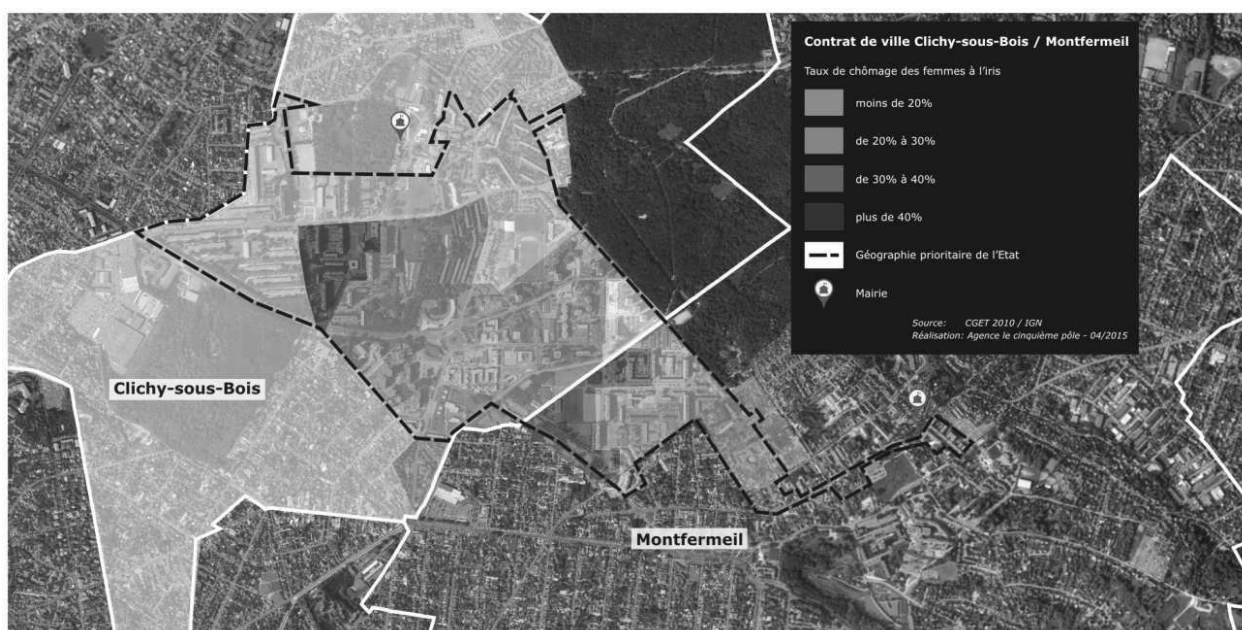 Contrat de ville Clichy-sous-Bois / Montfermeil
Taux de chômage des femmes à l'iris
moins de 20%
de 20% à 30%
de 30% à 40%
plus de 40%
Géographie prioritaire de l'Etat
Mairie
Source: CGET 2010 / IGN
Réalisation: Agence le cinquième pôle - 04/2015
Clichy-sous-Bois
Montfermeil